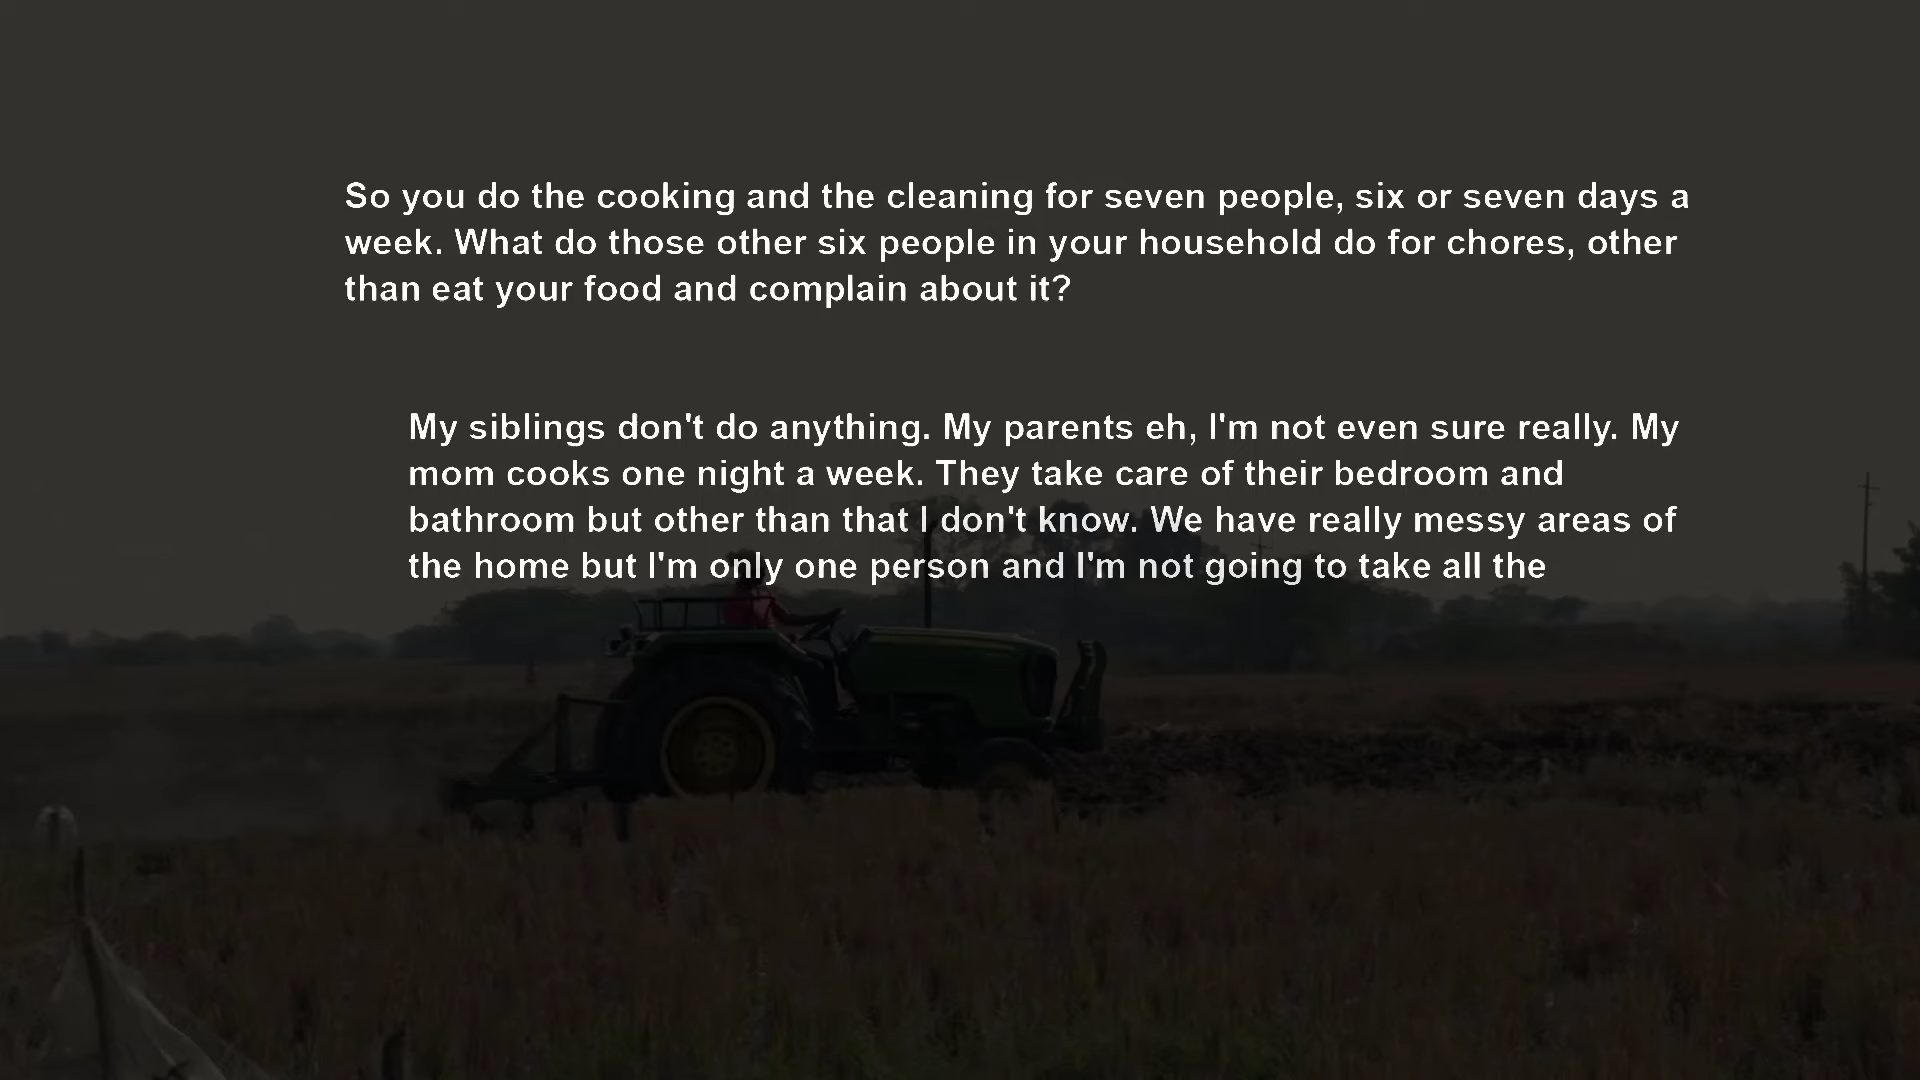 So you do the cooking and the cleaning for seven people, six or seven days a
week. What do those other six people in your household do for chores, other
than eat your food and complain about it?
My siblings don't do anything. My parents eh, I'm not even sure really. My
mom cooks one night a week. They take care of their bedroom and
bathroom but other than that I don't know. We have really messy areas of
the home but I'm only one person and I'm not going to take all the